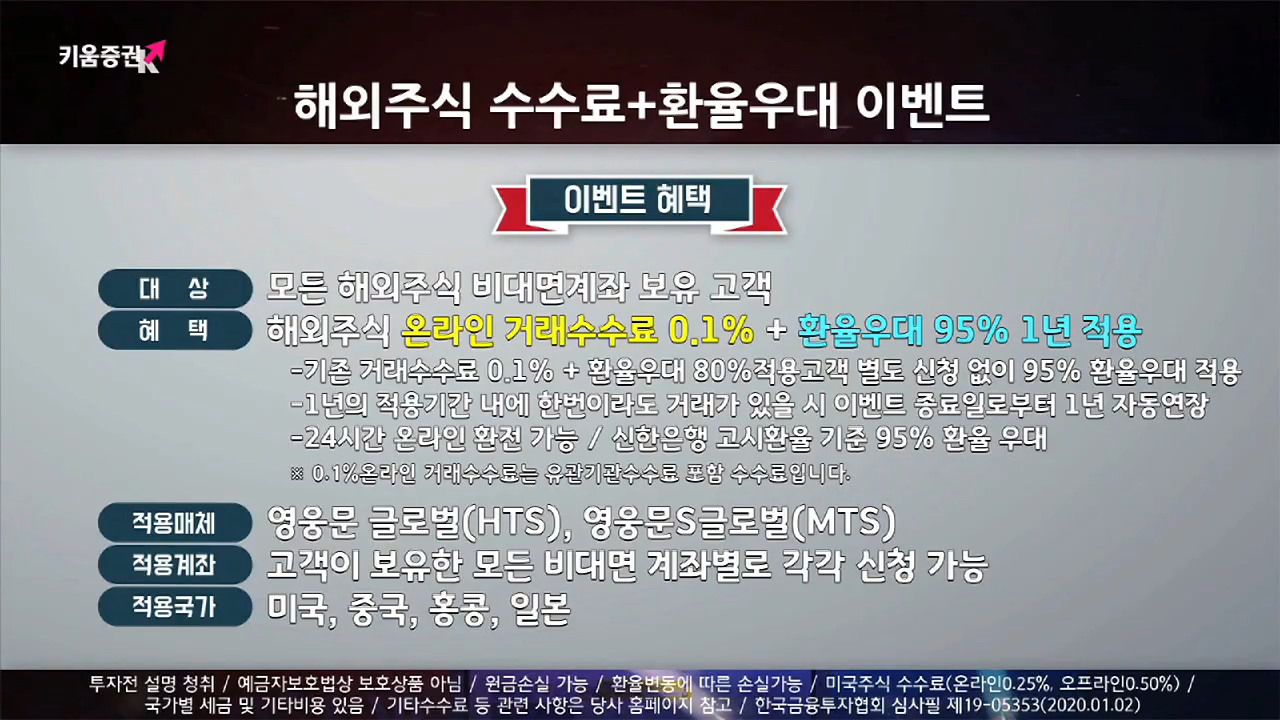 키움증권
해외주식 수수료+환율우대 이벤트
이벤트 혜택
대 상 모든 해외주식 비대면계좌 보유 고객
혜 택 해외주식 온라인 거래수수료 0.1% + 환율우대 95% 1년 적용
-기존 거래수수료 0.1% + 환율우대 80%적용고객 별도 신청 없이 95% 환율우대 적용
-1년의 적용기간 내에 한번이라도 거래가 있을 시 이벤트 종료일로부터 1년 자동연장
-24시간 온라인 환전 가능 / 신한은행 고시환율 기준 95% 환율 우대
※ 0.1%온라인 거래수수료는 유관기관수수료 포함 수수료입니다.
적용매체 영웅문 글로벌(HTS), 영웅문S글로벌(MTS)
적용계좌 고객이 보유한 모든 비대면 계좌별로 각각 신청 가능
적용국가 미국, 중국, 홍콩, 일본
투자전 설명 청취 / 예금자보호법상 보호상품 아님 / 원금손실 가능 / 환율변동에 따른 손실가능 / 미국주식 수수료(온라인0.25%, 오프라인0.50%) /
국가별 세금 및 기타비용 있음 / 기타수수료 등 관련 사항은 당사 홈페이지 참고 / 한국금융투자협회 심사필 제19-05353(2020.01.02)